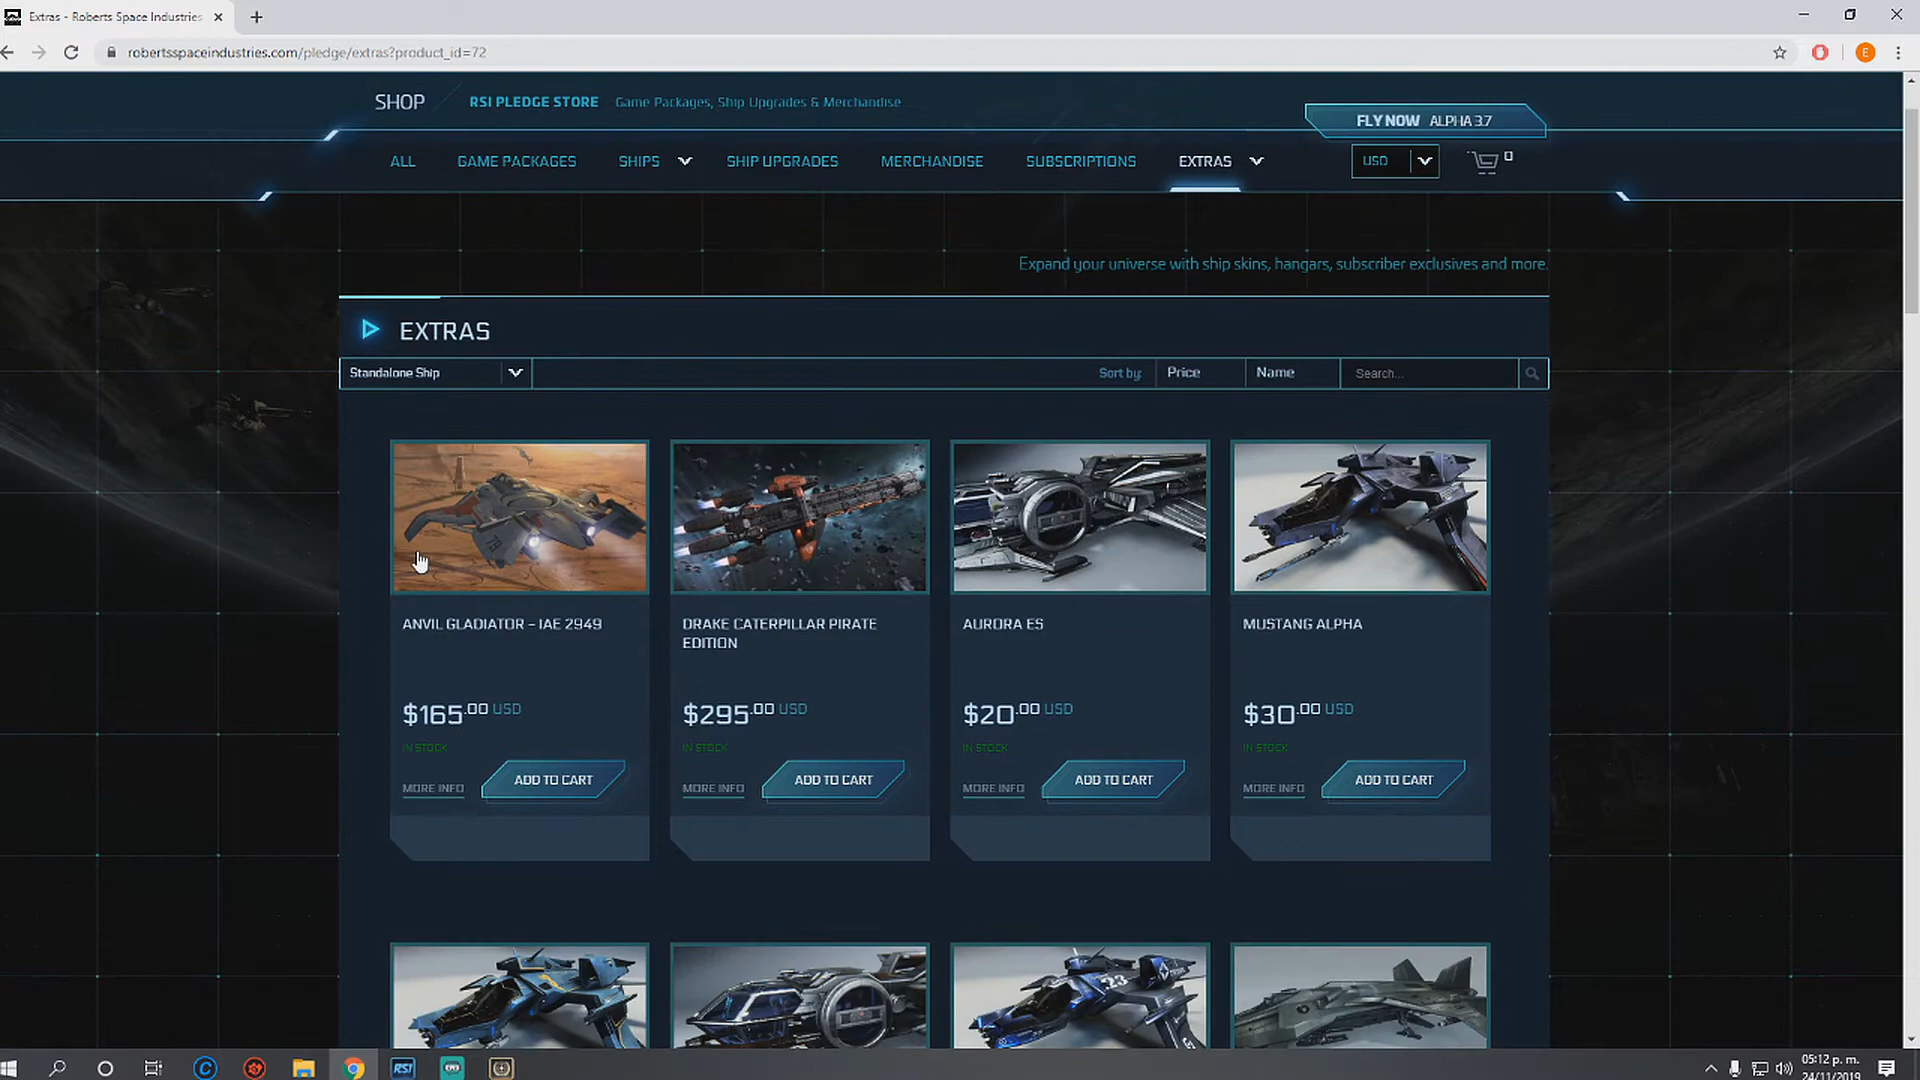 Extras - Roberts Space Industries
robertsspaceindustries.com/pledge/extras?product_id=72
E
SHOP
RSI PLEDGE STORE Game Packages, Ship Upgrades & Merchandise
FLY NOW ALPHA 3.7
ALL GAME PACKAGES SHIPS SHIP UPGRADES MERCHANDISE SUBSCRIPTIONS EXTRAS USD 0
Expand your universe with ship skins, hangars, subscriber exclusives and more.
EXTRAS
Standalone Ship Sort by: Price Name Search...
ANVIL GLADIATOR – IAE 2949
$165.00 USD
IN STOCK
MORE INFO ADD TO CART
DRAKE CATERPILLAR PIRATE
EDITION
$295.00 USD
IN STOCK
MORE INFO ADD TO CART
AURORA ES
$20.00 USD
IN STOCK
MORE INFO ADD TO CART
MUSTANG ALPHA
$30.00 USD
IN STOCK
MORE INFO ADD TO CART
23
RSI
05:12 p. m.
24/11/2019